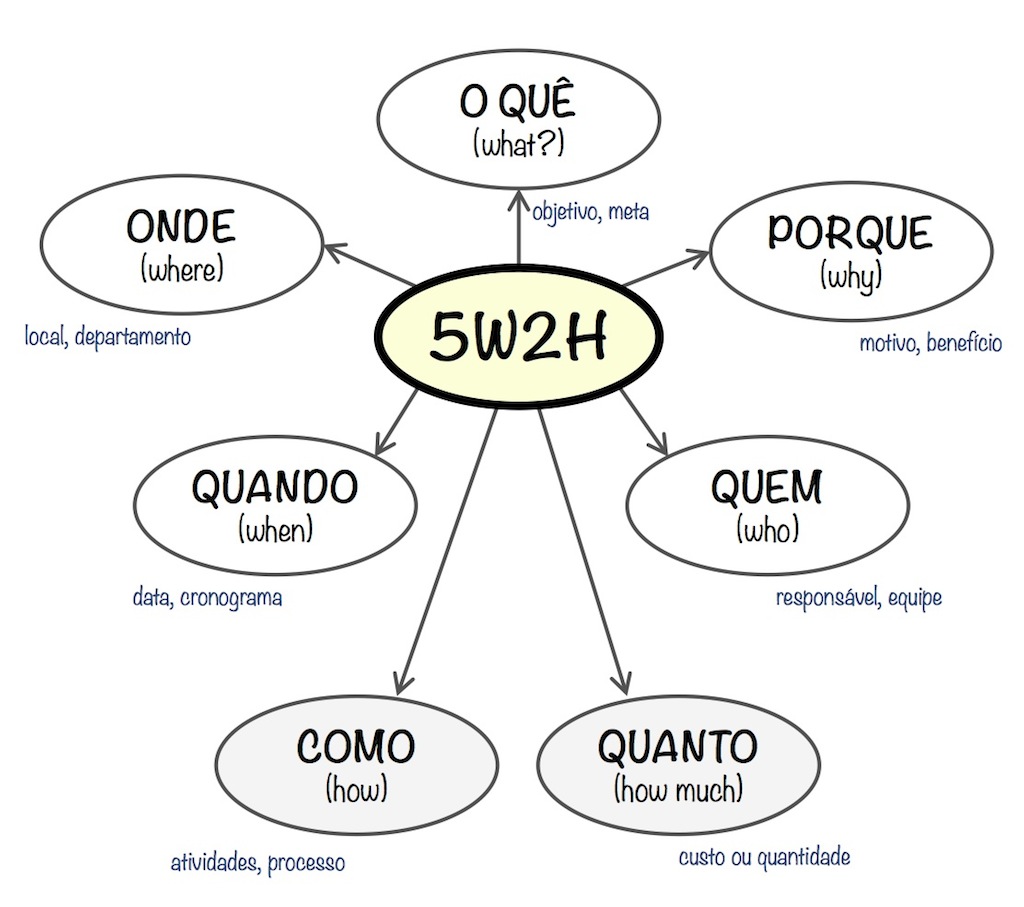 O QUÊ
(what?)
objetivo, meta
ONDE
(where)
local, departamento
PORQUE
(why)
motivo, benefício
5W2H
QUANDO
(when)
data, cronograma
QUEM
(who)
responsável, equipe
COMO
(how)
atividades, processo
QUANTO
(how much)
custo ou quantidade